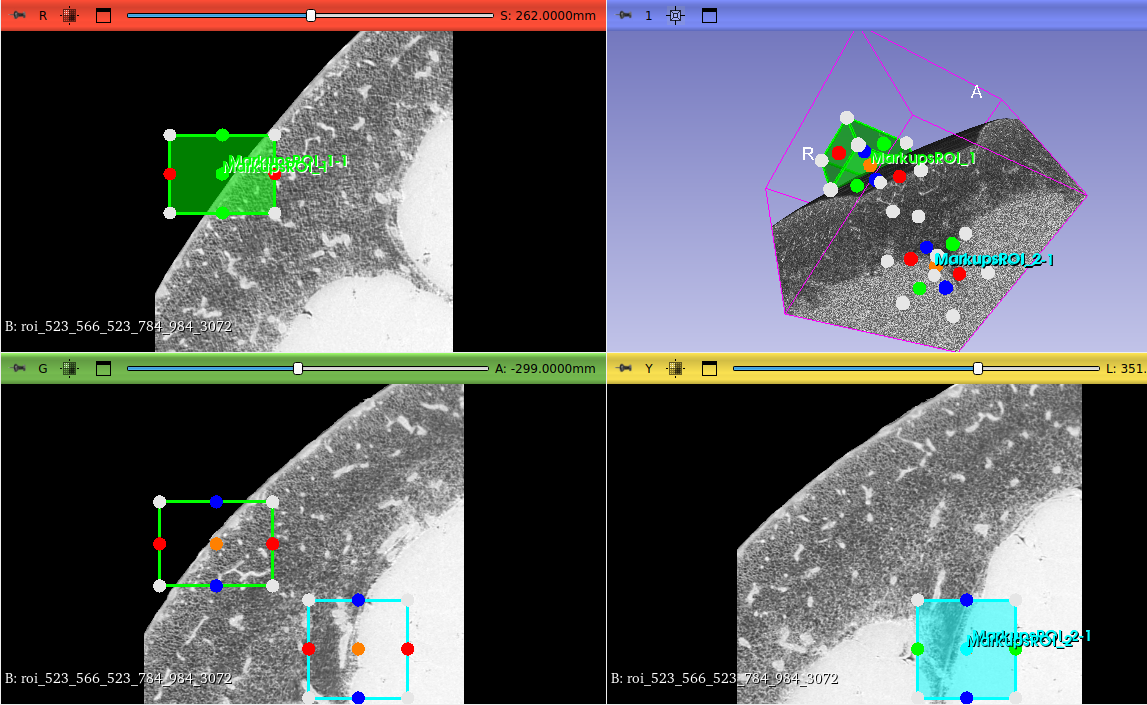 R
S: 262.0000mm
1
MarkupsROI_1-1
MarkupsROI_1
B: roi_523_566_523_784_984_3072
A
R
MarkupsROI_1
MarkupsROI_2-1
G
A: -299.0000mm
Y
L: 351.
B: roi_523_566_523_784_984_3072
MarkupsROI_2-1
MarkupsROI_2
B: roi_523_566_523_784_984_3072